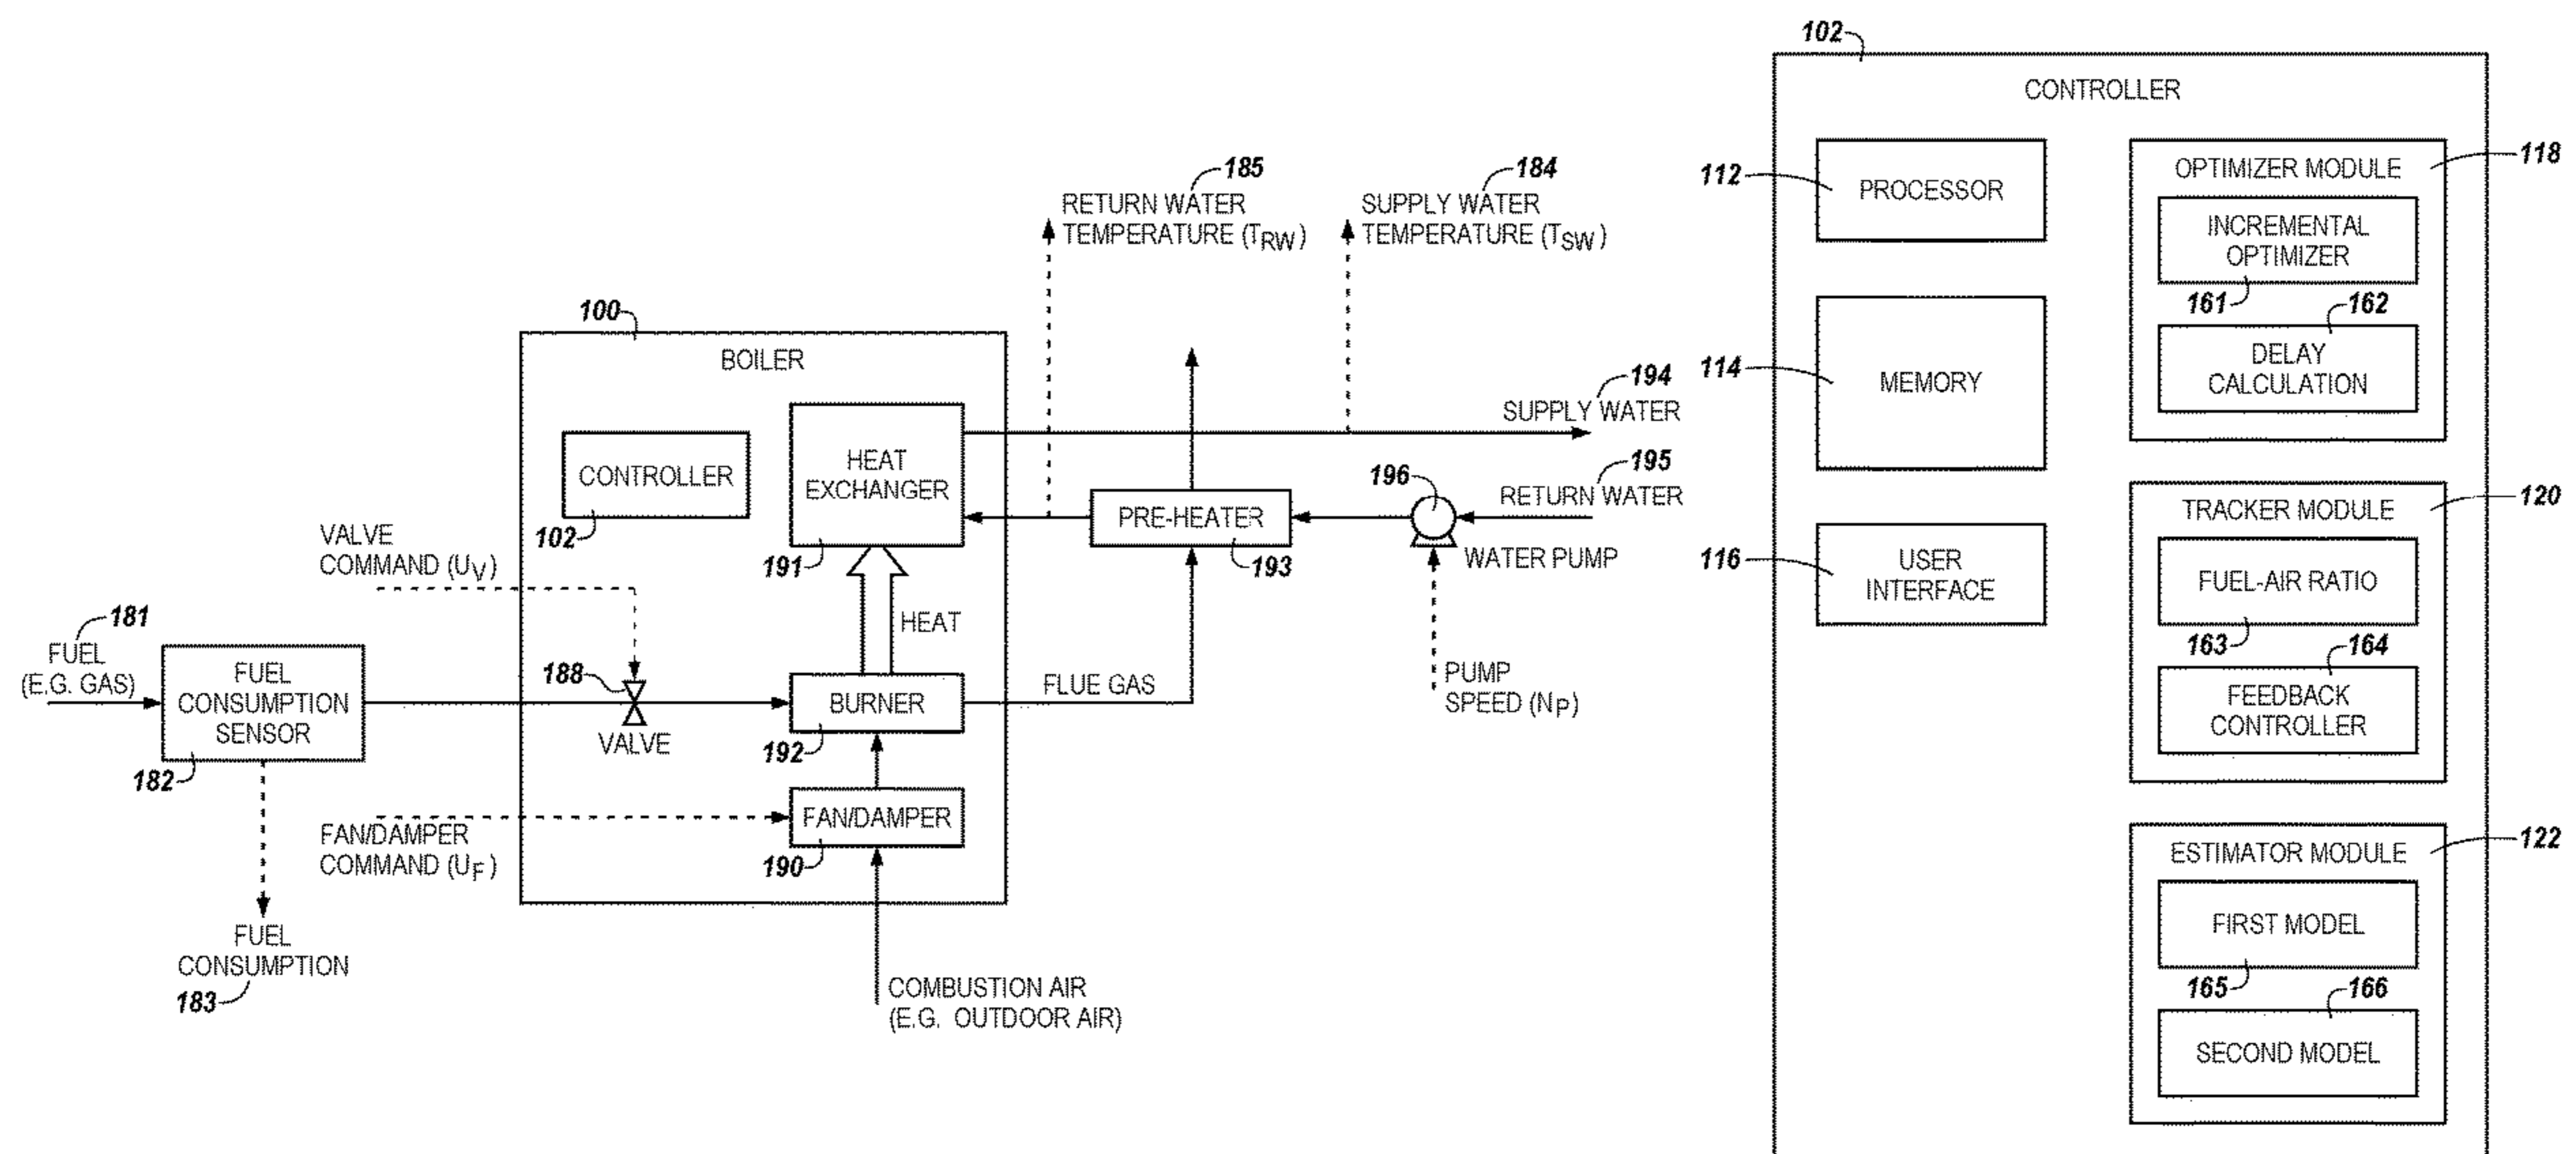 185
RETURN WATER
TEMPERATURE (TRW)
184
SUPPLY WATER
TEMPERATURE (TSW)
100
BOILER
CONTROLLER
102
HEAT
EXCHANGER
191
194
SUPPLY WATER
195
RETURN WATER
196
WATER PUMP
PRE-HEATER
193
PUMP
SPEED (NP)
VALVE
COMMAND (UV)
HEAT
181
FUEL
(E.G. GAS)
FUEL
CONSUMPTION
SENSOR
182
188
VALVE
BURNER
192
FLUE GAS
FAN/DAMPER
190
FAN/DAMPER
COMMAND (UF)
FUEL
CONSUMPTION
183
COMBUSTION AIR
(E.G. OUTDOOR AIR)
102
CONTROLLER
112
PROCESSOR
114
MEMORY
116
USER
INTERFACE
OPTIMIZER MODULE
118
INCREMENTAL
OPTIMIZER
161
162
DELAY
CALCULATION
TRACKER MODULE
120
FUEL-AIR RATIO
163
164
FEEDBACK
CONTROLLER
ESTIMATOR MODULE
122
FIRST MODEL
165
166
SECOND MODEL